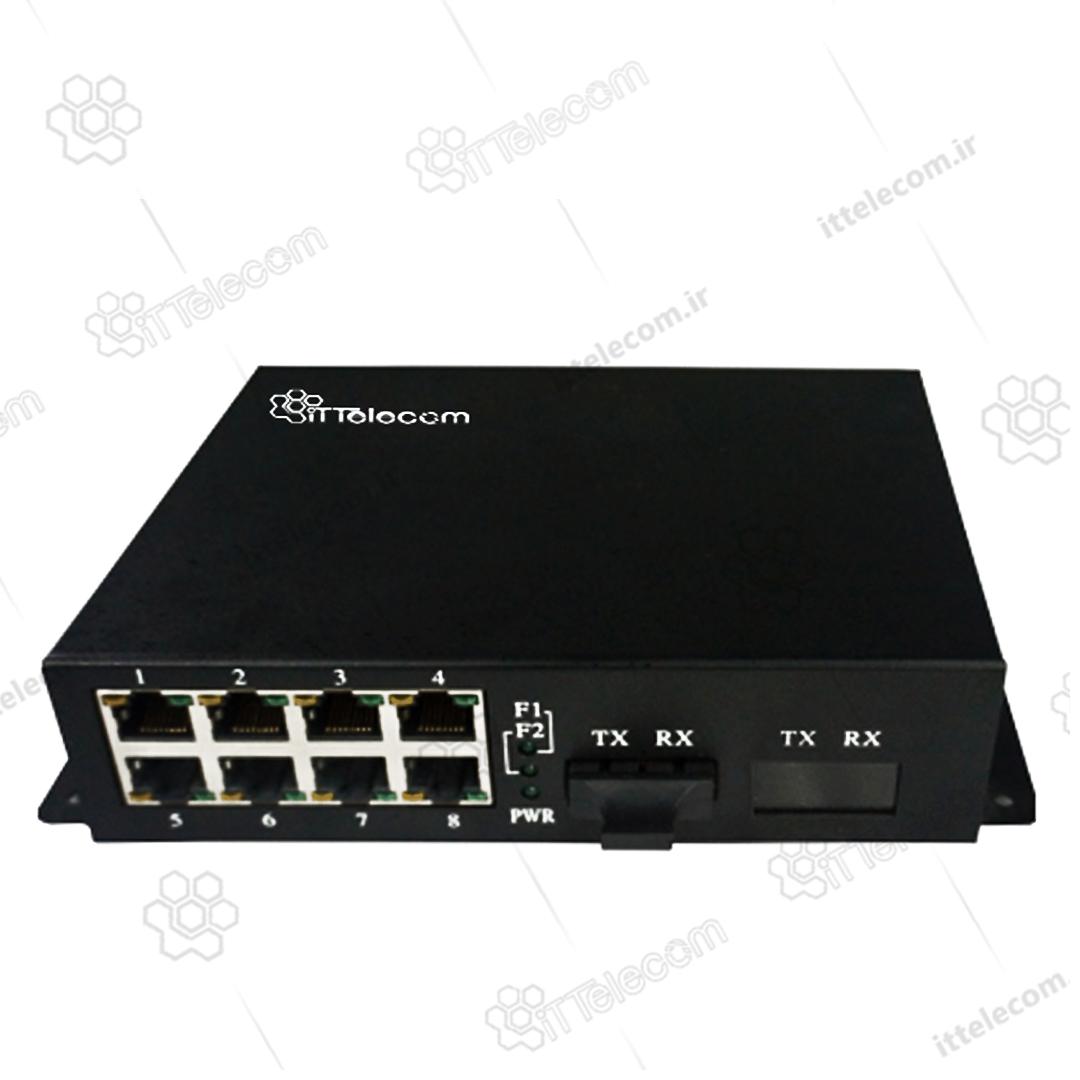 iTTelecom
ittelecom.ir
iTTelecom
ittelecom.ir
iTTelecom
ittelecom.ir
1 2 3 4
F1
F2
TX RX TX RX
PWR
5 6 7 8
iTTelecom
ittelecom.